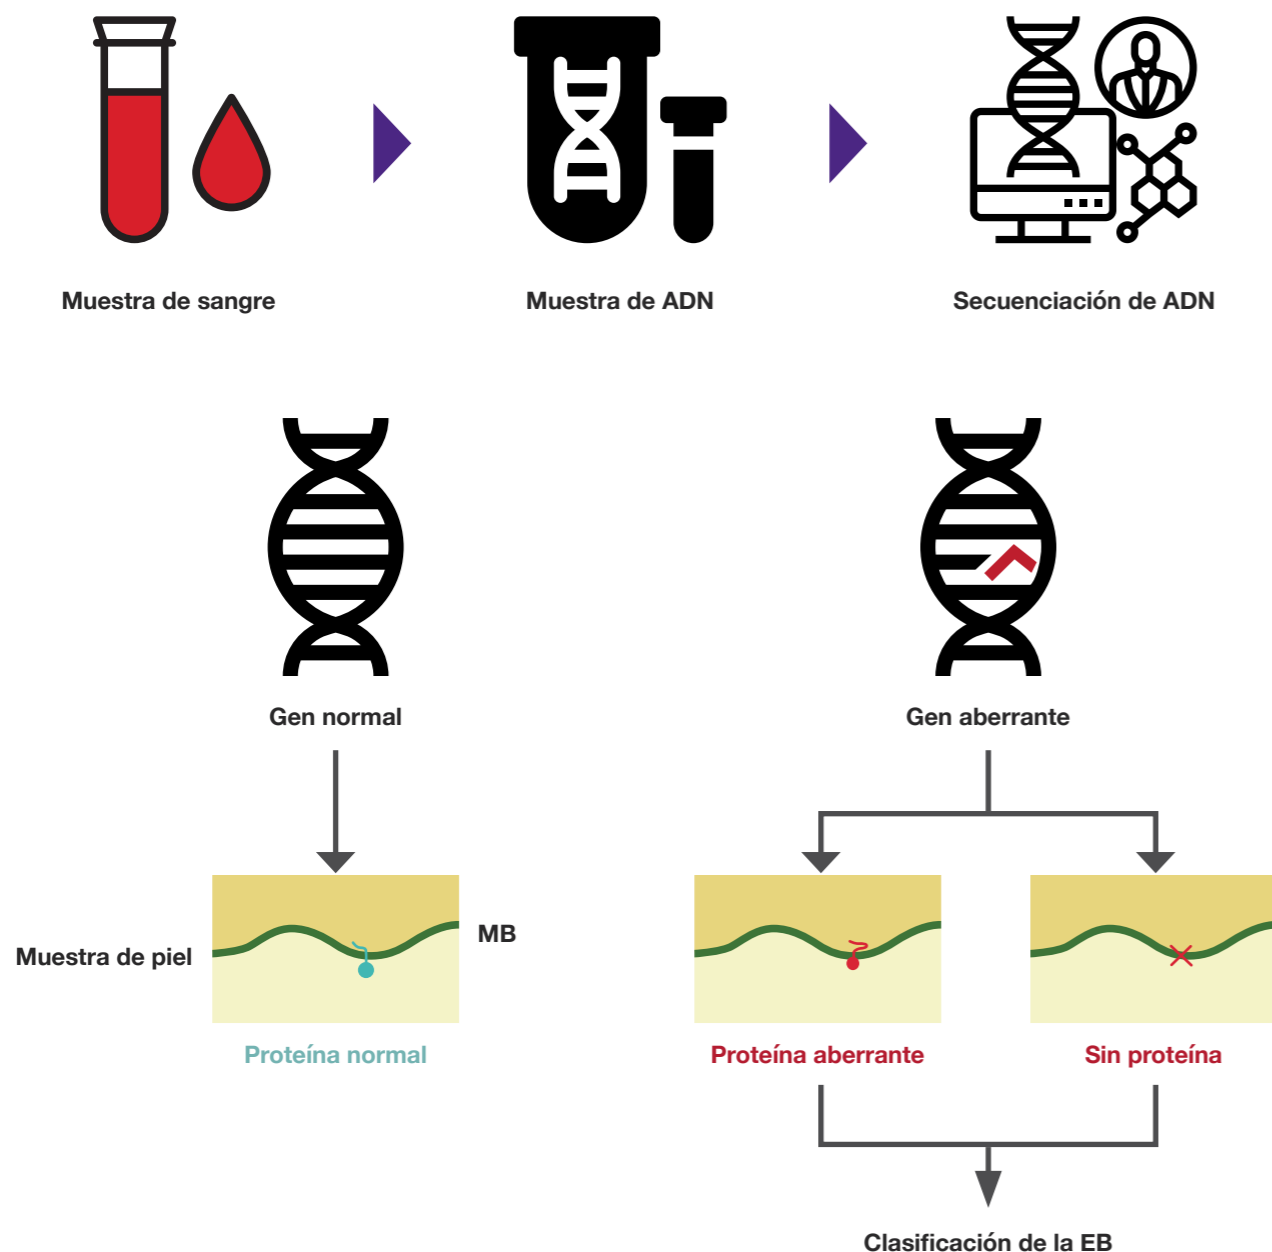 Muestra de sangre
Muestra de ADN
Secuenciación de ADN
Gen normal
Gen aberrante
Muestra de piel
MB
Proteína normal
Proteína aberrante
Sin proteína
Clasificación de la EB